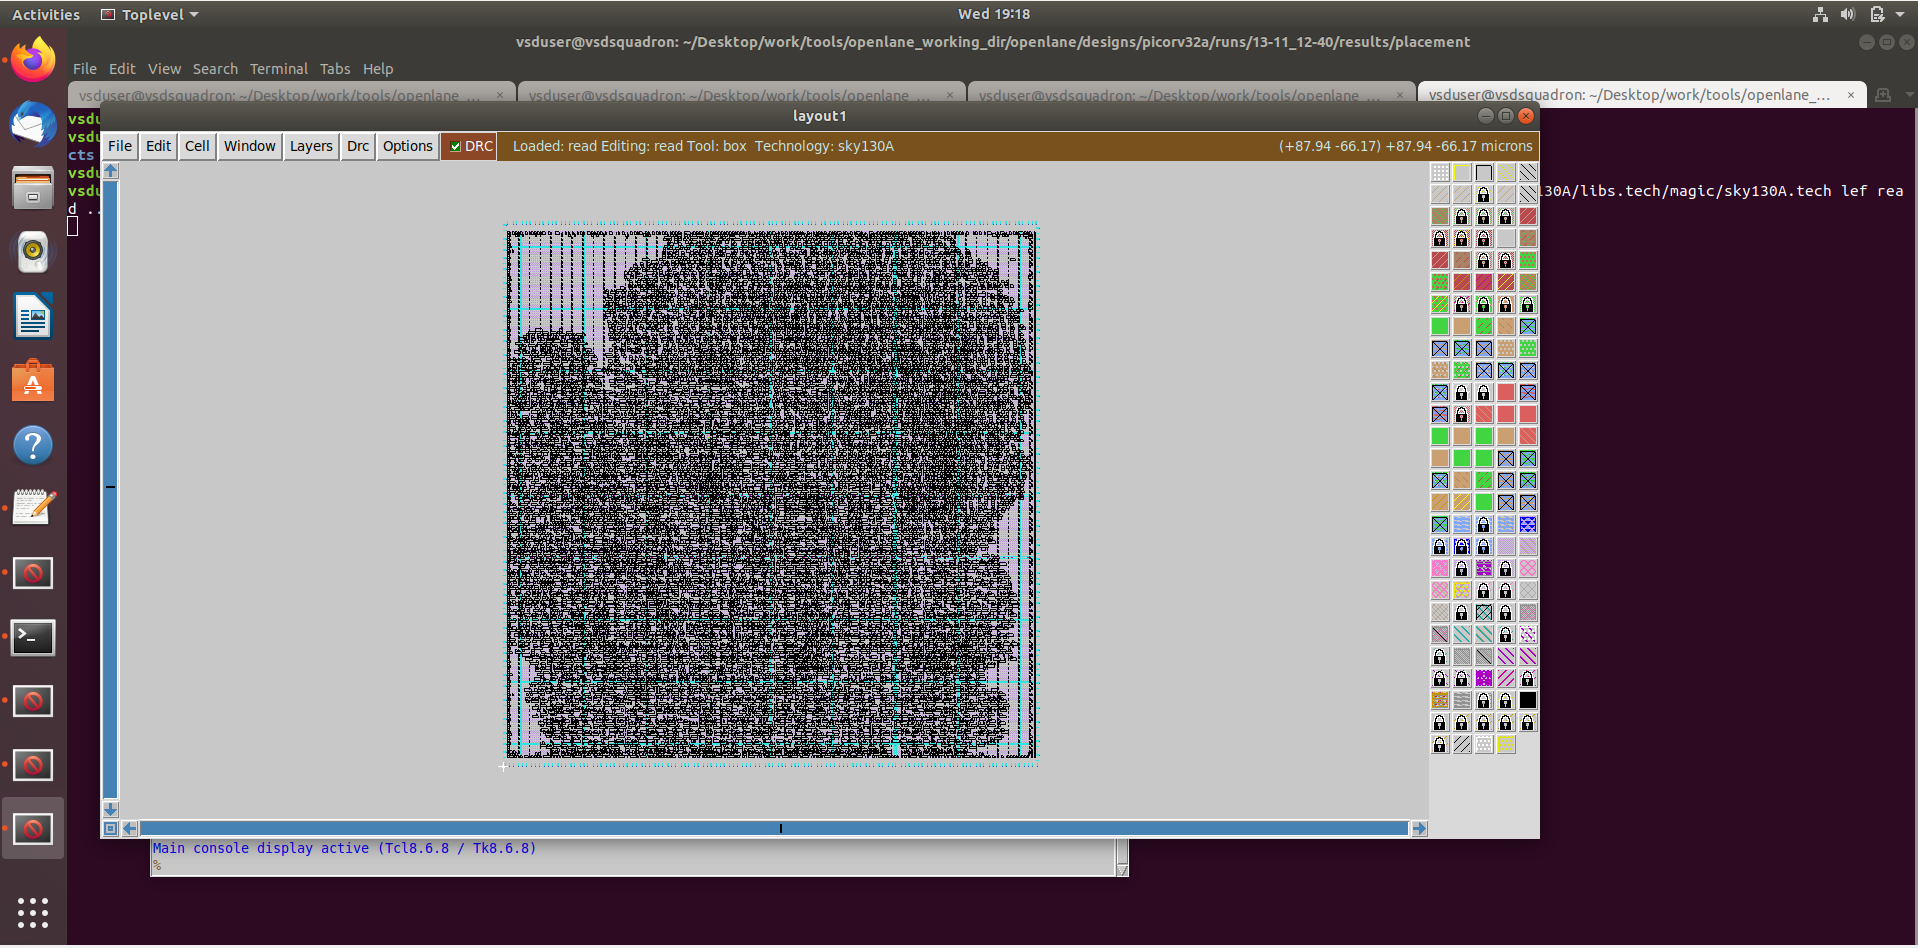 Activities Toplevel Wed 19:18
vsduser@vsdsquadron: ~/Desktop/work/tools/openlane_working_dir/openlane/designs/picorv32a/runs/13-11_12-40/results/placement
File Edit View Search Terminal Tabs Help
vsduser@vsdsquadron: ~/Desktop/work/tools/openlane_... × vsduser@vsdsquadron: ~/Desktop/work/tools/openlane_... × vsduser@vsdsquadron: ~/Desktop/work/tools/openlane_... × vsduser@vsdsquadron: ~/Desktop/work/tools/openlane_... ×
layout1
vsdu
vsdu
cts
vsdu
vsdu
File Edit Cell Window Layers Drc Options DRC Loaded: read Editing: read Tool: box Technology: sky130A (+87.94 -66.17) +87.94 -66.17 microns
30A/libs.tech/magic/sky130A.tech lef rea
d ..
Main console display active (Tcl8.6.8 / Tk8.6.8)
%